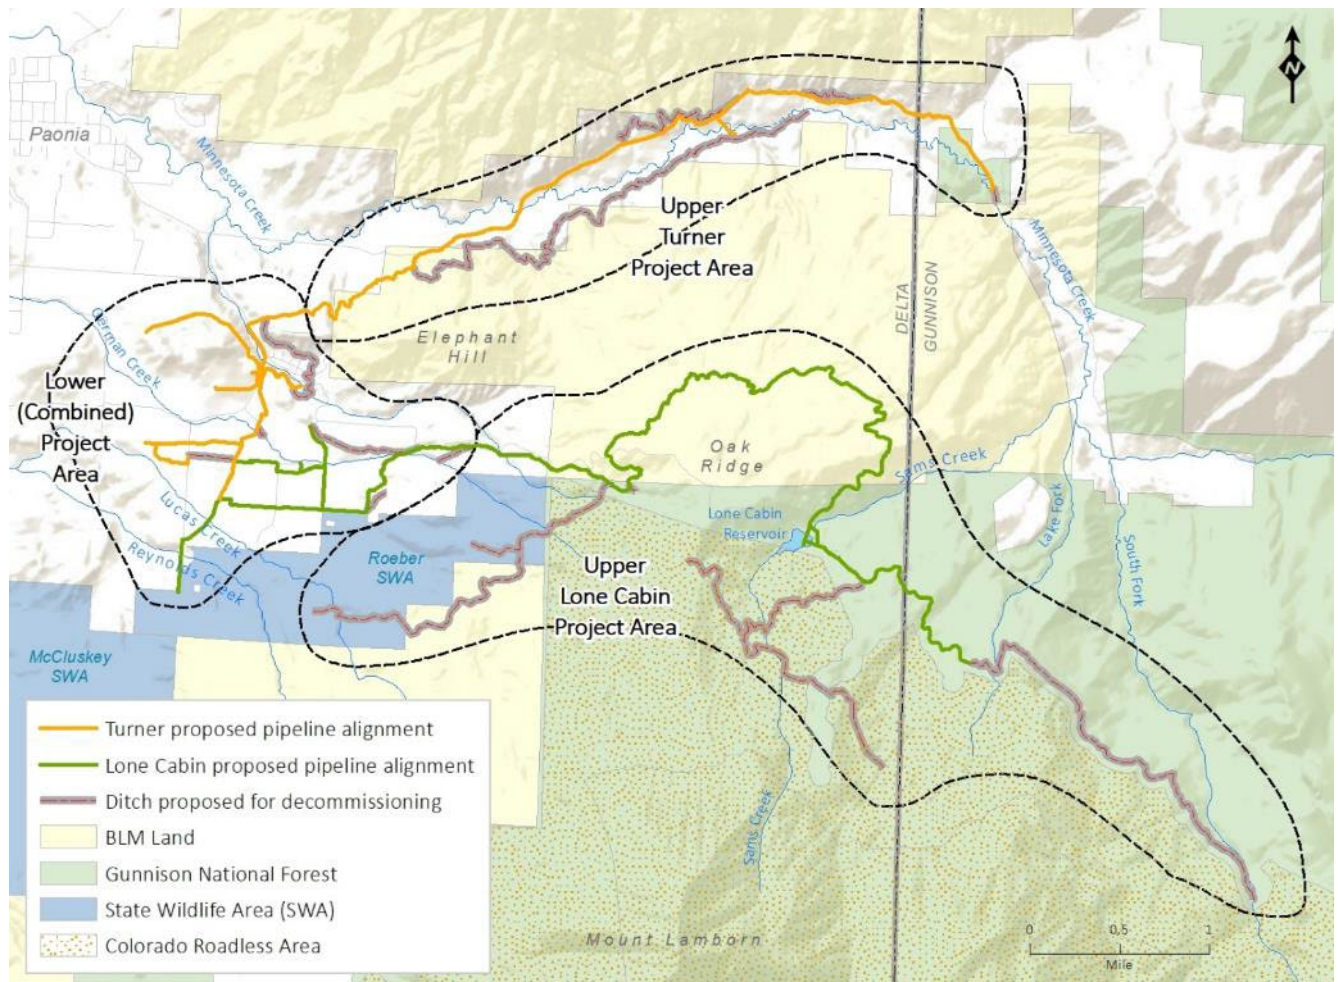 N
Paonia
Minnesota Creek
Upper
Turner
Project Area
Minnesota Creek
DELTA
GUNNISON
German Creek
Elephant
Hill
Lower
(Combined)
Project
Area
Oak
Ridge
Sams Creek
Lucas Creek
Lone Cabin
Reservoir
Lake Fork
South Fork
Reynolds Creek
Roeber
SWA
Upper
Lone Cabin
Project Area
McCluskey
SWA
Turner proposed pipeline alignment
Lone Cabin proposed pipeline alignment
Ditch proposed for decommissioning
BLM Land
Gunnison National Forest
State Wildlife Area (SWA)
Colorado Roadless Area
Sams Creek
Mount Lamborn
0 0.5 1
Mile